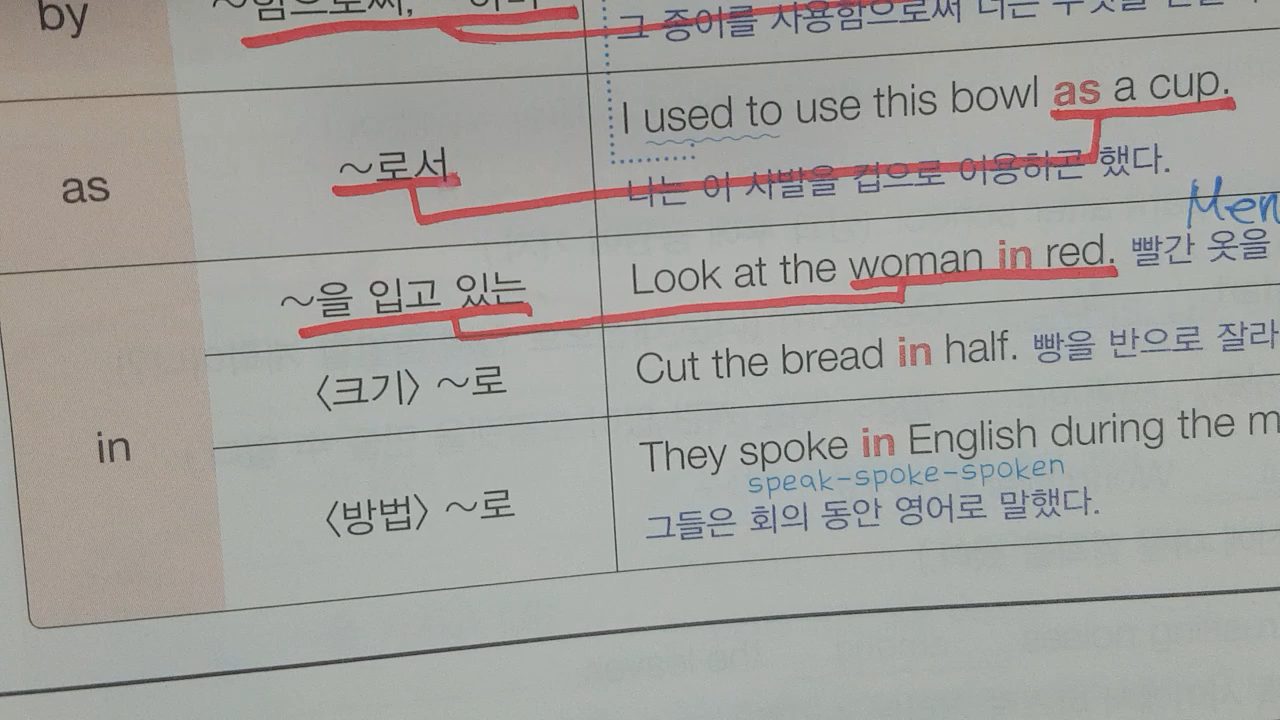 by
그 종이를 사용함으로써 너는
as
~로서
I used to use this bowl as a cup.
나는 이 사발을 컵으로 이용하곤 했다.
Men
in
~을 입고 있는
Look at the woman in red. 빨간 옷을
〈크기〉 ~로
Cut the bread in half. 빵을 반으로 잘라
〈방법〉 ~로
They spoke in English during the m
speak-spoke-spoken
그들은 회의 동안 영어로 말했다.